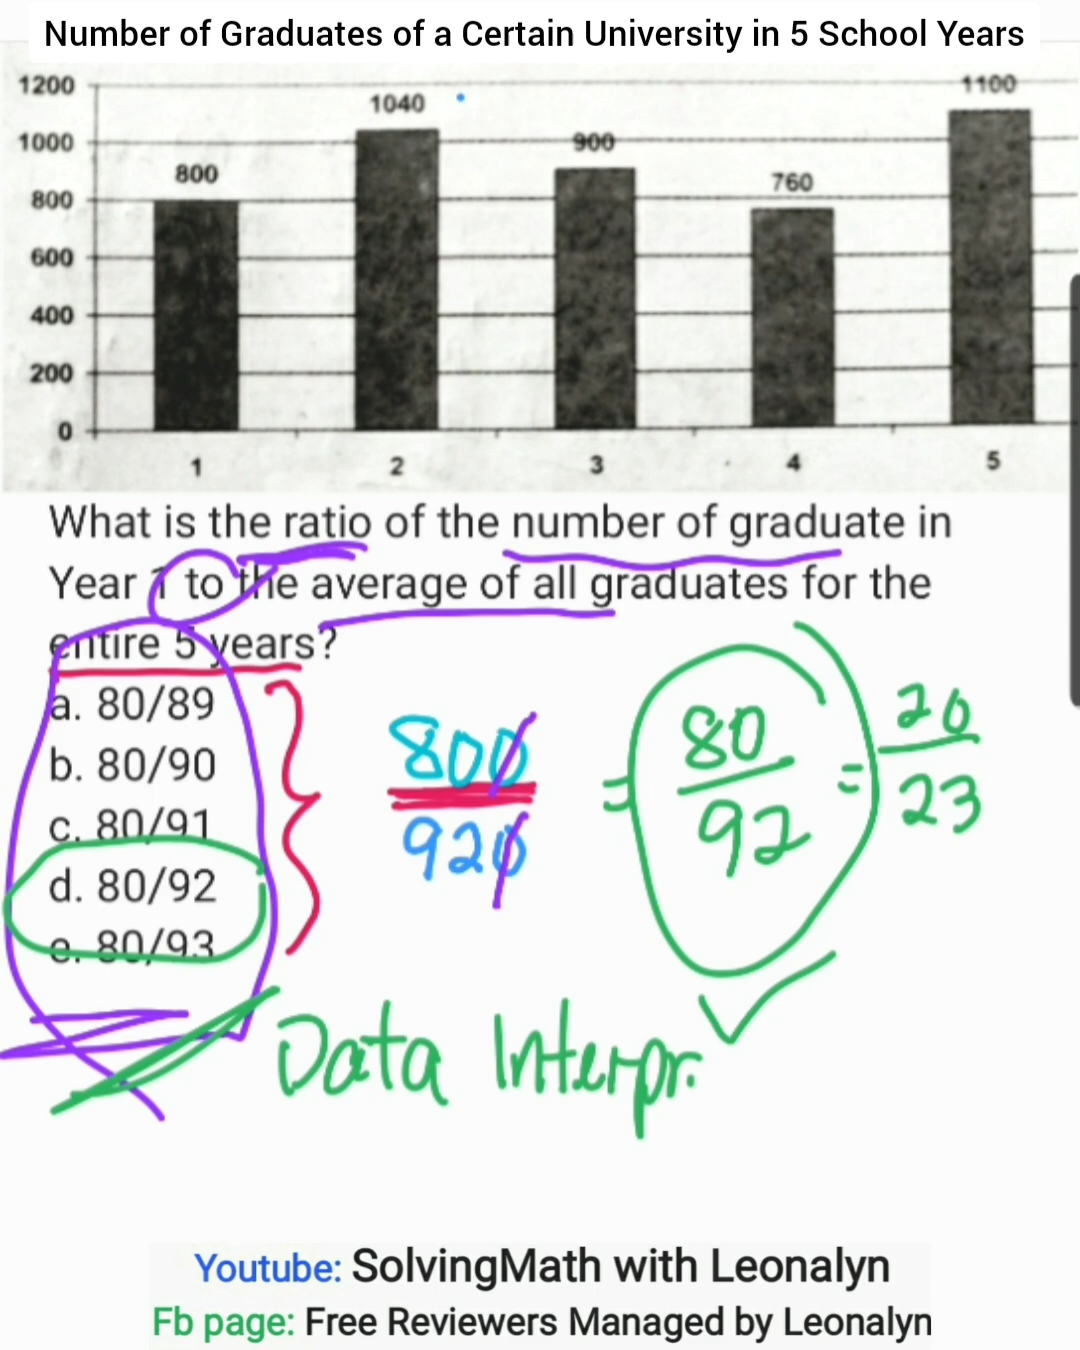 Number of Graduates of a Certain University in 5 School Years
1200
1000
800
600
400
200
0
800
1040
900
760
1100
1 2 3 4 5
What is the ratio of the number of graduate in
Year 1 to the average of all graduates for the
entire 5 years?
a. 80/89
b. 80/90
c. 80/91
d. 80/92
e. 80/93
800/920 = 80/92 = 20/23
Data Interpr.
Youtube: SolvingMath with Leonalyn
Fb page: Free Reviewers Managed by Leonalyn